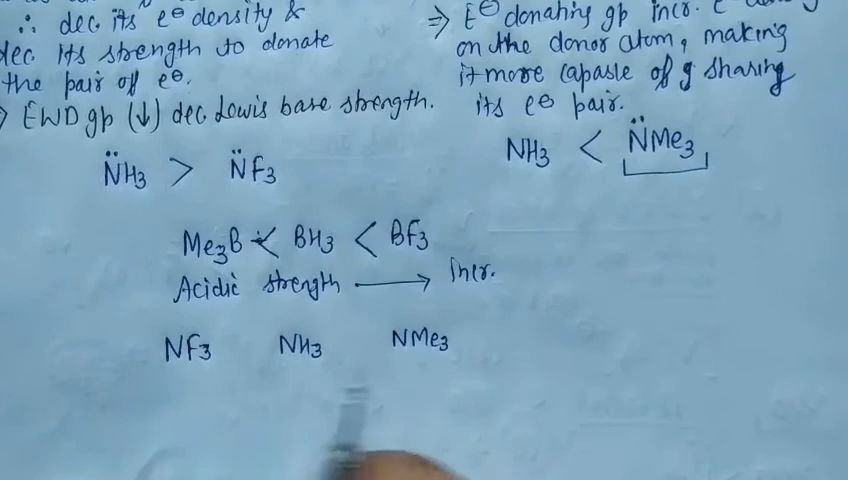 ∴ dec its e⊖ density &
dec its strength to donate
the pair of e⊖.
EWD gp (↓) dec Lewis base strength.
N̈H3 > N̈F3
⇒ E⊖ donating gp incr. e
on the donor atom, making
it more capable of sharing
its e⊖ pair.
NH3 < N̈Me3
Me3B < BH3 < BF3
Acidic strength ⟶ Incr.
NF3 NH3 NMe3